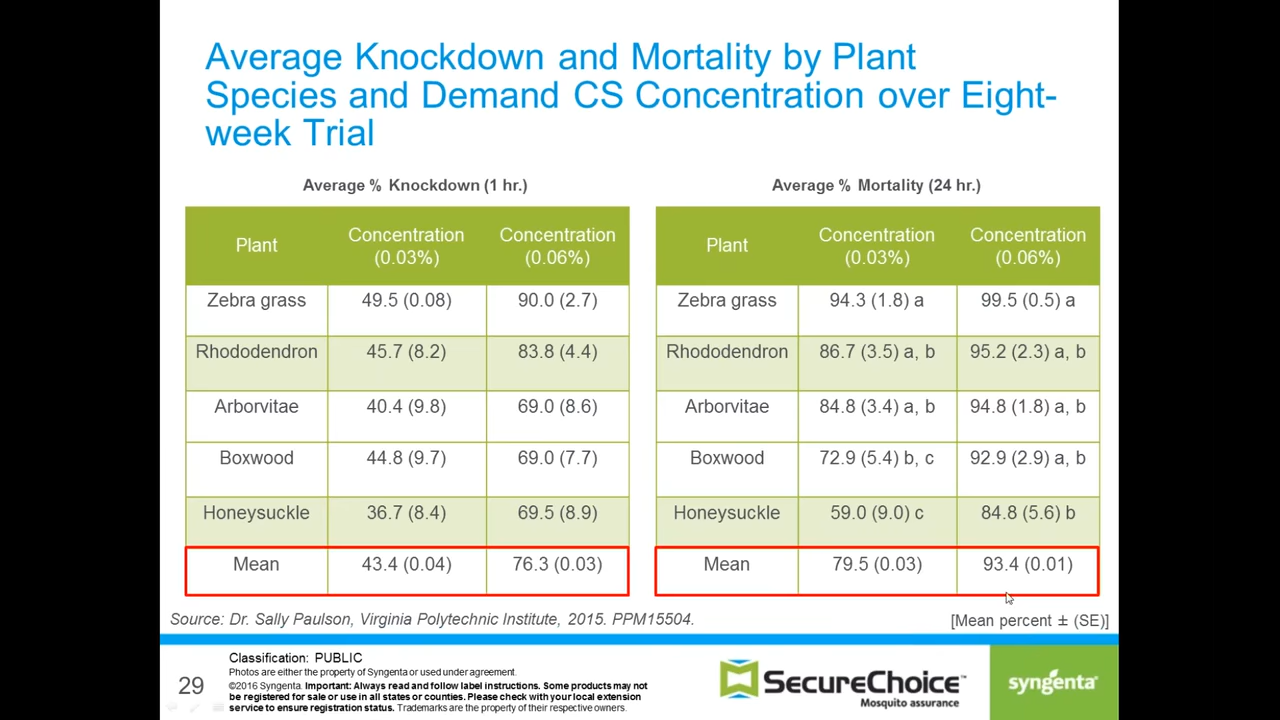 Average Knockdown and Mortality by Plant
Species and Demand CS Concentration over Eight-
week Trial
Average % Knockdown (1 hr.)
Plant Concentration (0.03%) Concentration (0.06%)
Zebra grass 49.5 (0.08) 90.0 (2.7)
Rhododendron 45.7 (8.2) 83.8 (4.4)
Arborvitae 40.4 (9.8) 69.0 (8.6)
Boxwood 44.8 (9.7) 69.0 (7.7)
Honeysuckle 36.7 (8.4) 69.5 (8.9)
Mean 43.4 (0.04) 76.3 (0.03)
Average % Mortality (24 hr.)
Plant Concentration (0.03%) Concentration (0.06%)
Zebra grass 94.3 (1.8) a 99.5 (0.5) a
Rhododendron 86.7 (3.5) a, b 95.2 (2.3) a, b
Arborvitae 84.8 (3.4) a, b 94.8 (1.8) a, b
Boxwood 72.9 (5.4) b, c 92.9 (2.9) a, b
Honeysuckle 59.0 (9.0) c 84.8 (5.6) b
Mean 79.5 (0.03) 93.4 (0.01)
Source: Dr. Sally Paulson, Virginia Polytechnic Institute, 2015. PPM15504.
[Mean percent ± (SE)]
29
Classification: PUBLIC
Photos are either the property of Syngenta or used under agreement.
©2016 Syngenta. Important: Always read and follow label instructions. Some products may not
be registered for sale or use in all states or counties. Please check with your local extension
service to ensure registration status. Trademarks are the property of their respective owners.
SecureChoice™
Mosquito assurance
syngenta